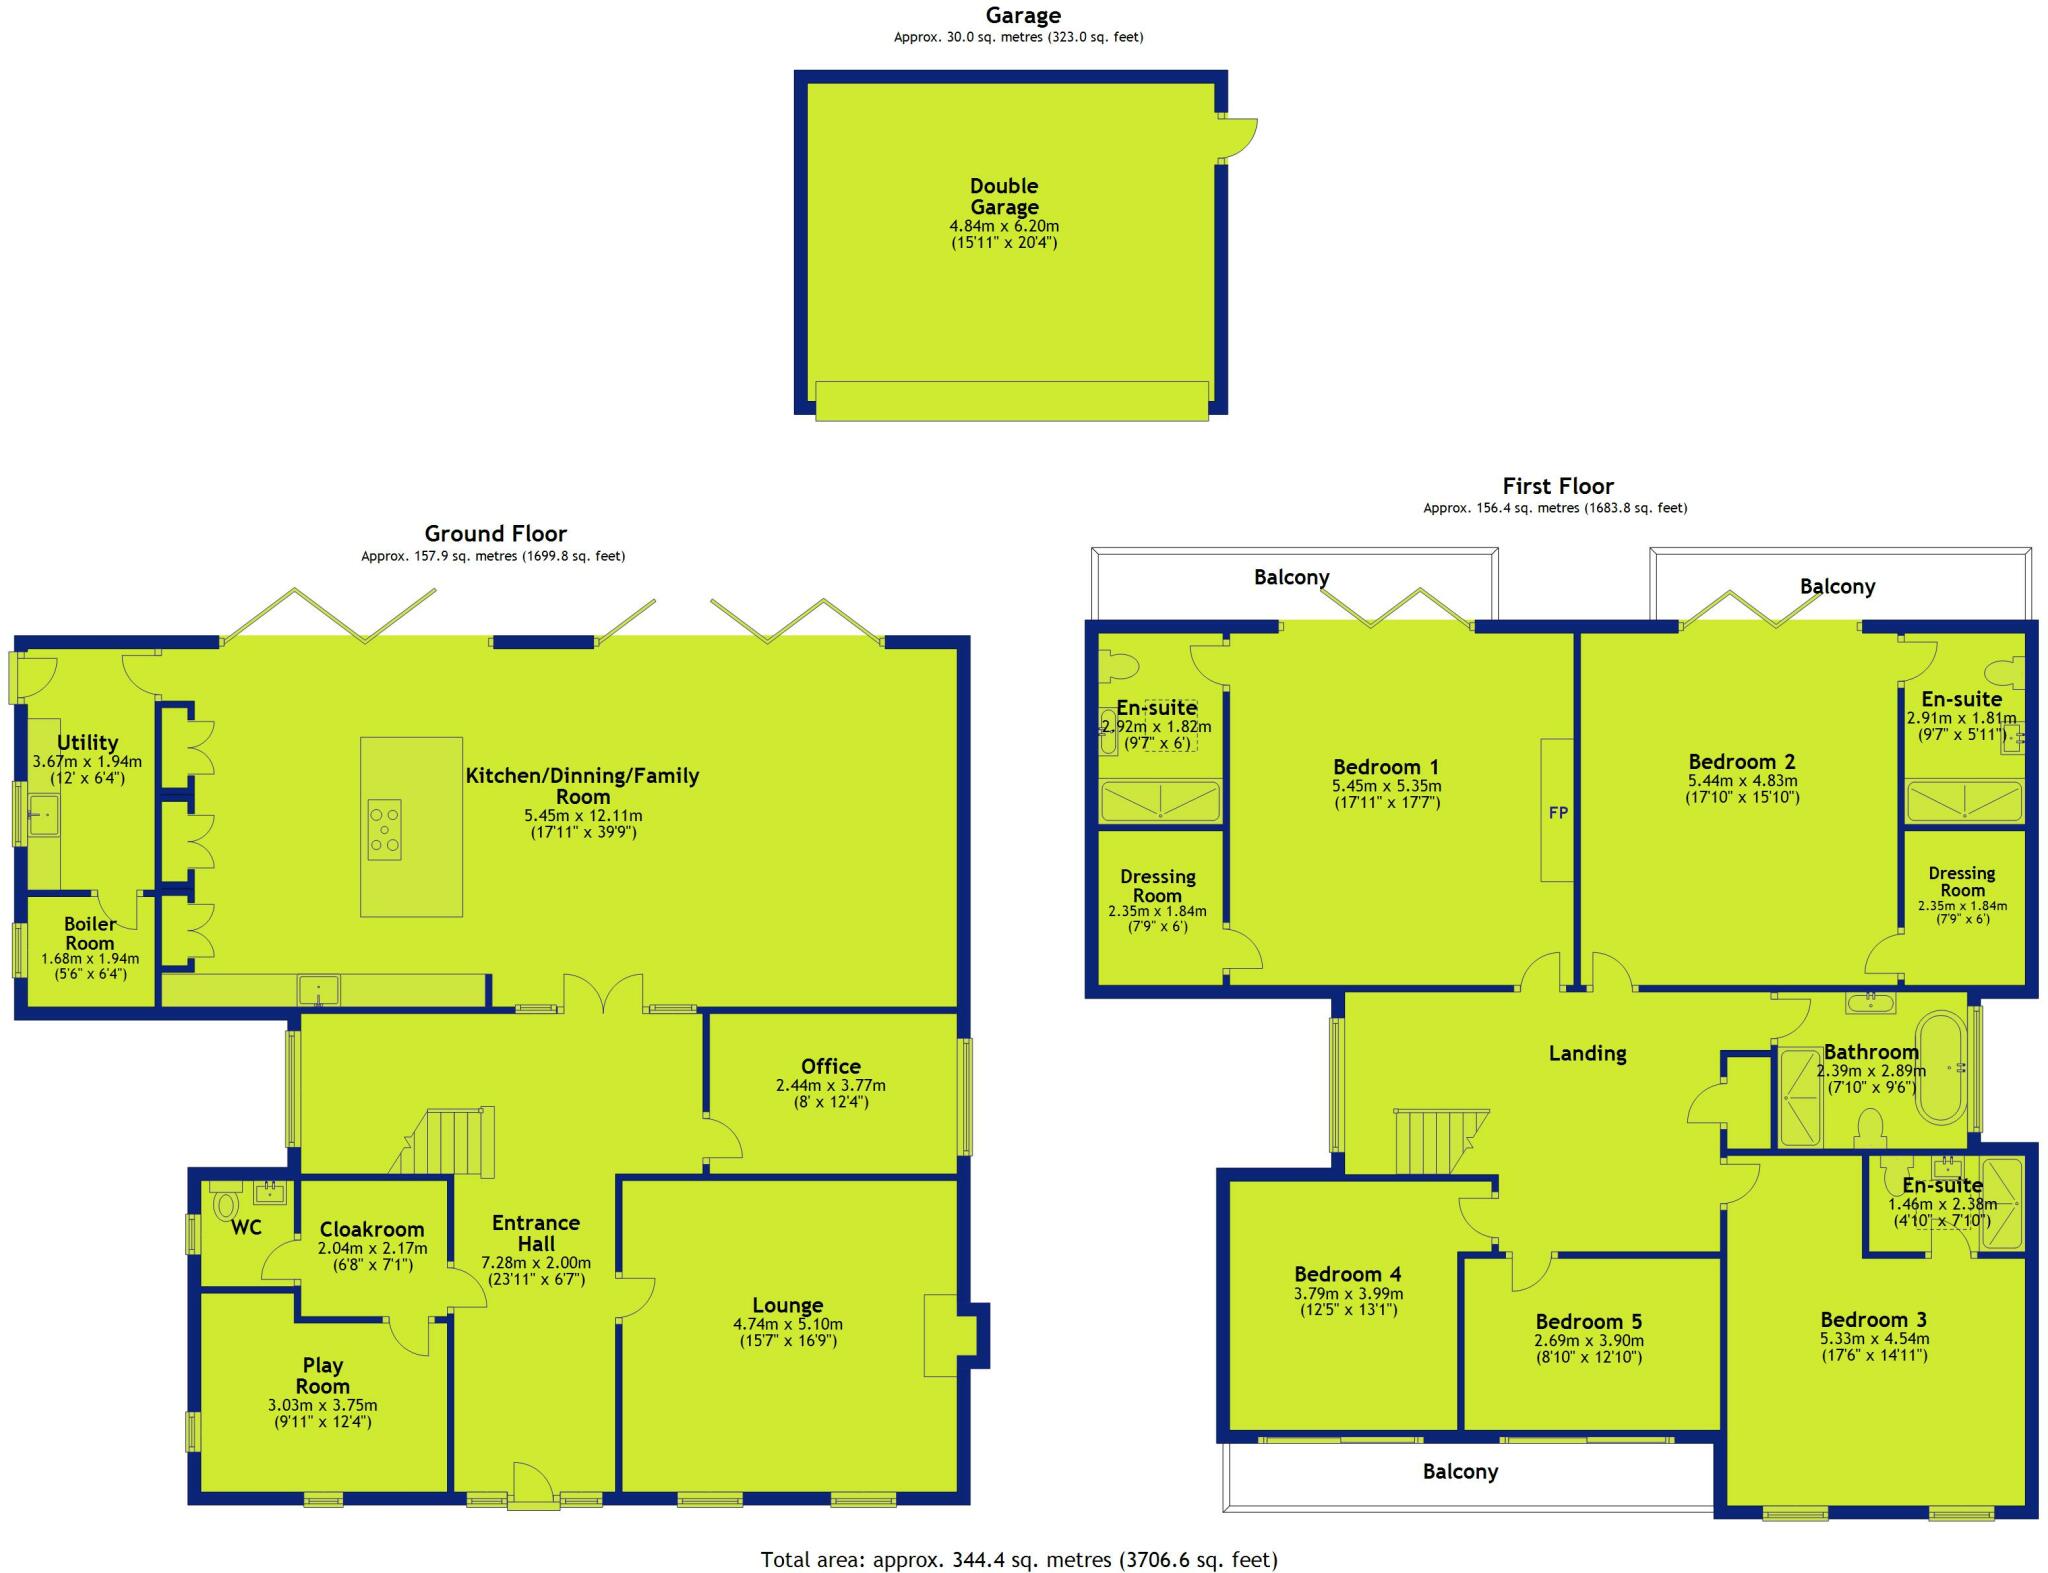 Garage
Approx. 30.0 sq. metres (323.0 sq. feet)
Double
Garage
4.84m x 6.20m
(15'11" x 20'4")
Ground Floor
Approx. 157.9 sq. metres (1699.8 sq. feet)
Utility
3.67m x 1.94m
(12' x 6'4")
Kitchen/Dinning/Family
Room
5.45m x 12.11m
(17'11" x 39'9")
Boiler
Room
1.68m x 1.94m
(5'6" x 6'4")
Office
2.44m x 3.77m
(8' x 12'4")
WC
Cloakroom
2.04m x 2.17m
(6'8" x 7'1")
Entrance
Hall
7.28m x 2.00m
(23'11" x 6'7")
Lounge
4.74m x 5.10m
(15'7" x 16'9")
Play
Room
3.03m x 3.75m
(9'11" x 12'4")
First Floor
Approx. 156.4 sq. metres (1683.8 sq. feet)
Balcony
Balcony
En-suite
2.92m x 1.82m
(9'7" x 6')
Bedroom 1
5.45m x 5.35m
(17'11" x 17'7")
FP
Bedroom 2
5.44m x 4.83m
(17'10" x 15'10")
En-suite
2.91m x 1.81m
(9'7" x 5'11")
Dressing
Room
2.35m x 1.84m
(7'9" x 6')
Dressing
Room
2.35m x 1.84m
(7'9" x 6')
Landing
Bathroom
2.39m x 2.89m
(7'10" x 9'6")
En-suite
1.46m x 2.38m
(4'10" x 7'10")
Bedroom 4
3.79m x 3.99m
(12'5" x 13'1")
Bedroom 5
2.69m x 3.90m
(8'10" x 12'10")
Bedroom 3
5.33m x 4.54m
(17'6" x 14'11")
Balcony
Total area: approx. 344.4 sq. metres (3706.6 sq. feet)